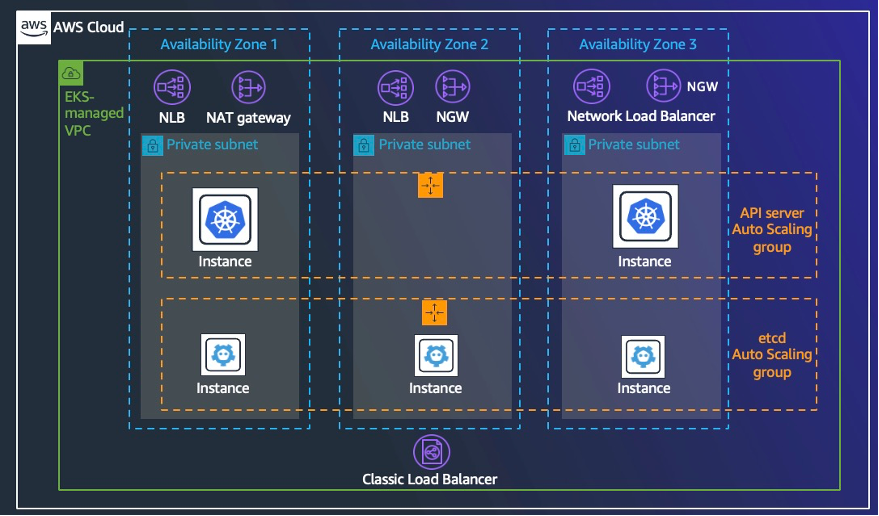 aws AWS Cloud
Availability Zone 1
Availability Zone 2
Availability Zone 3
EKS-
managed
VPC
NLB
NAT gateway
NLB
NGW
NGW
Network Load Balancer
Private subnet
Private subnet
Private subnet
Instance
Instance
API server
Auto Scaling
group
Instance
Instance
Instance
etcd
Auto Scaling
group
Classic Load Balancer